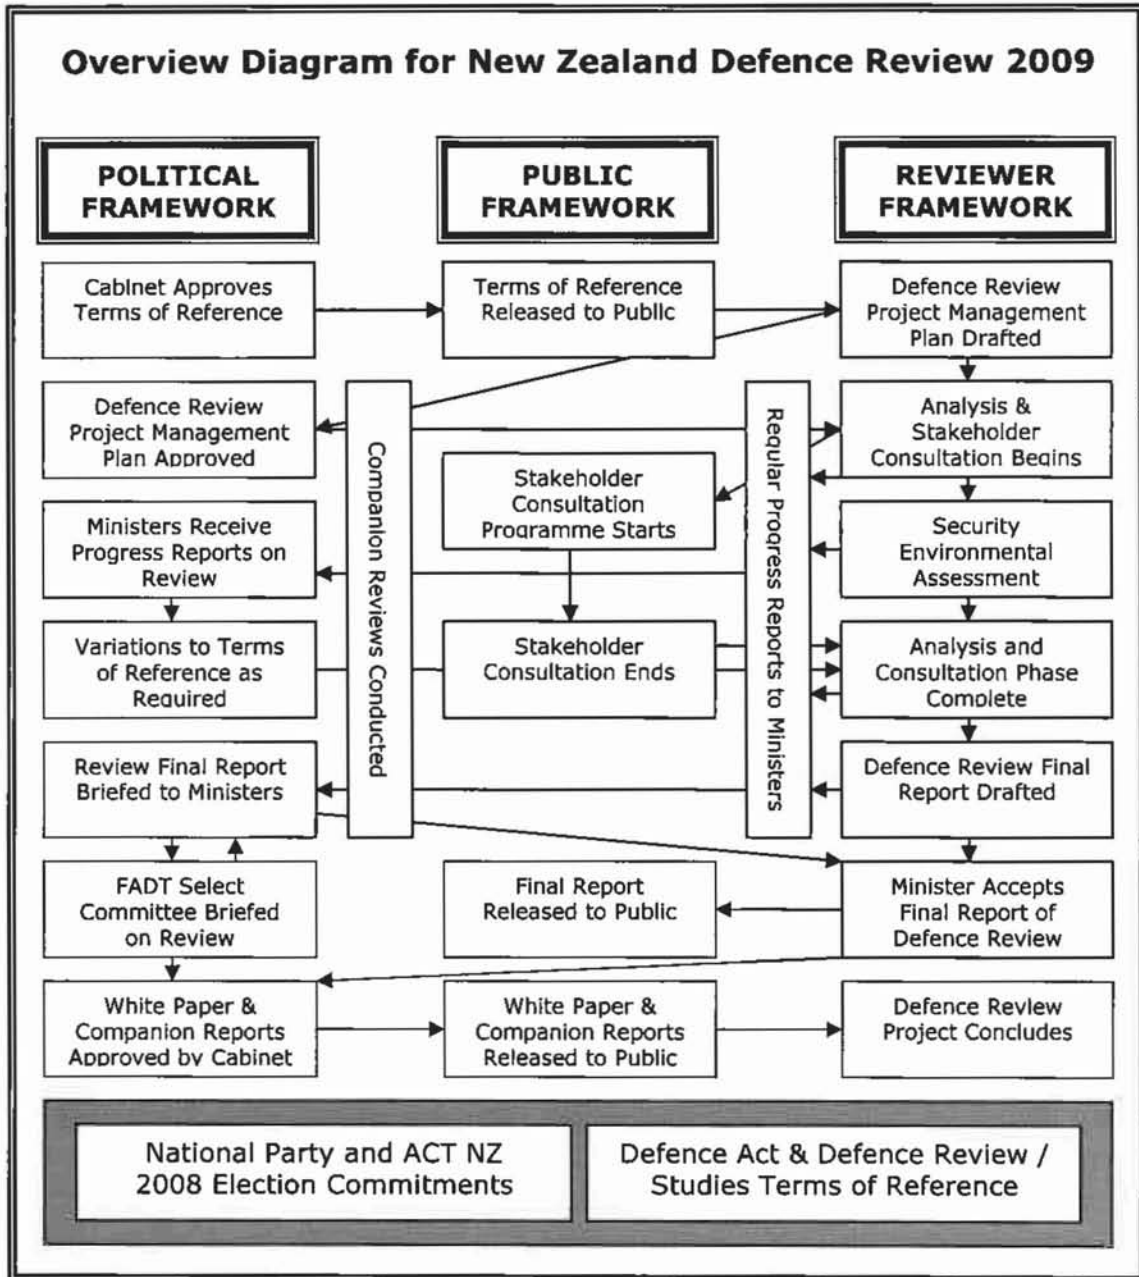 Overview Diagram for New Zealand Defence Review 2009
POLITICAL
FRAMEWORK
PUBLIC
FRAMEWORK
REVIEWER
FRAMEWORK
Cabinet Approves
Terms of Reference
Terms of Reference
Released to Public
Defence Review
Project Management
Plan Drafted
Defence Review
Project Management
Plan Approved
Analysis &
Stakeholder
Consultation Begins
Companion Reviews Conducted
Regular Progress Reports to Ministers
Stakeholder
Consultation
Programme Starts
Ministers Receive
Progress Reports on
Review
Security
Environmental
Assessment
Variations to Terms
of Reference as
Required
Stakeholder
Consultation Ends
Analysis and
Consultation Phase
Complete
Review Final Report
Briefed to Ministers
Defence Review Final
Report Drafted
FADT Select
Committee Briefed
on Review
Final Report
Released to Public
Minister Accepts
Final Report of
Defence Review
White Paper &
Companion Reports
Approved by Cabinet
White Paper &
Companion Reports
Released to Public
Defence Review
Project Concludes
National Party and ACT NZ
2008 Election Commitments
Defence Act & Defence Review /
Studies Terms of Reference